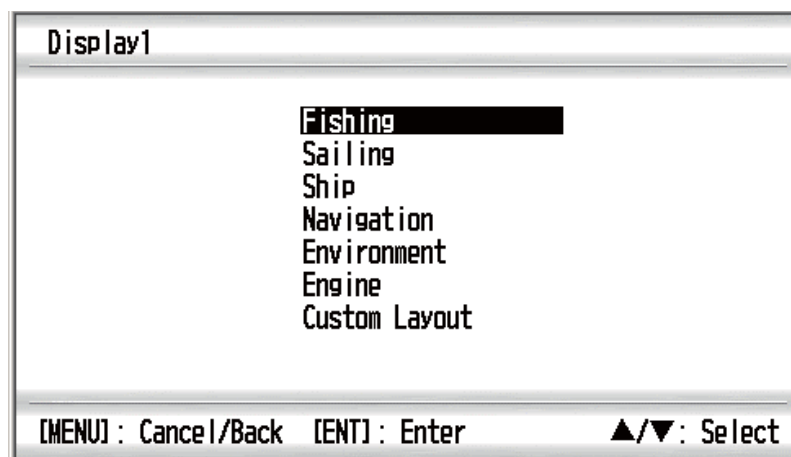 Display1
Fishing
Sailing
Ship
Navigation
Environment
Engine
Custom Layout
[MENU]: Cancel/Back [ENT]: Enter ▲/▼: Select